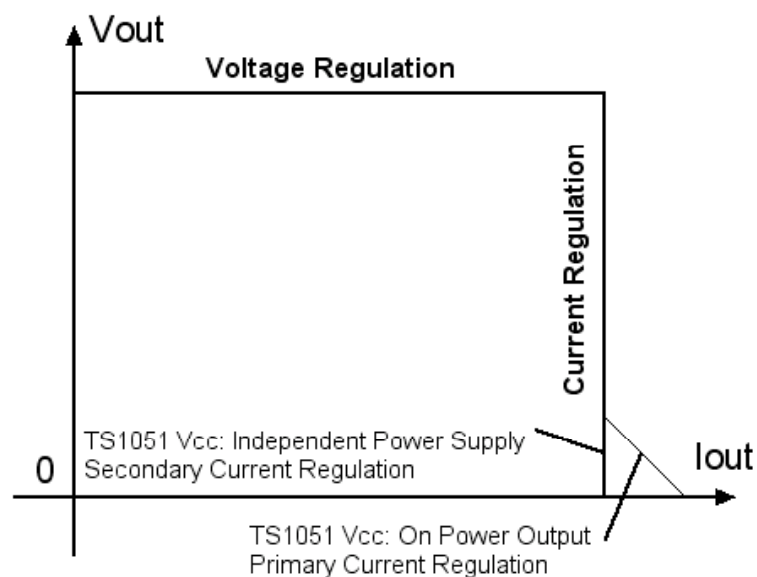 Vout
Voltage Regulation
Current Regulation
TS1051 Vcc: Independent Power Supply
Secondary Current Regulation
0
Iout
TS1051 Vcc: On Power Output
Primary Current Regulation